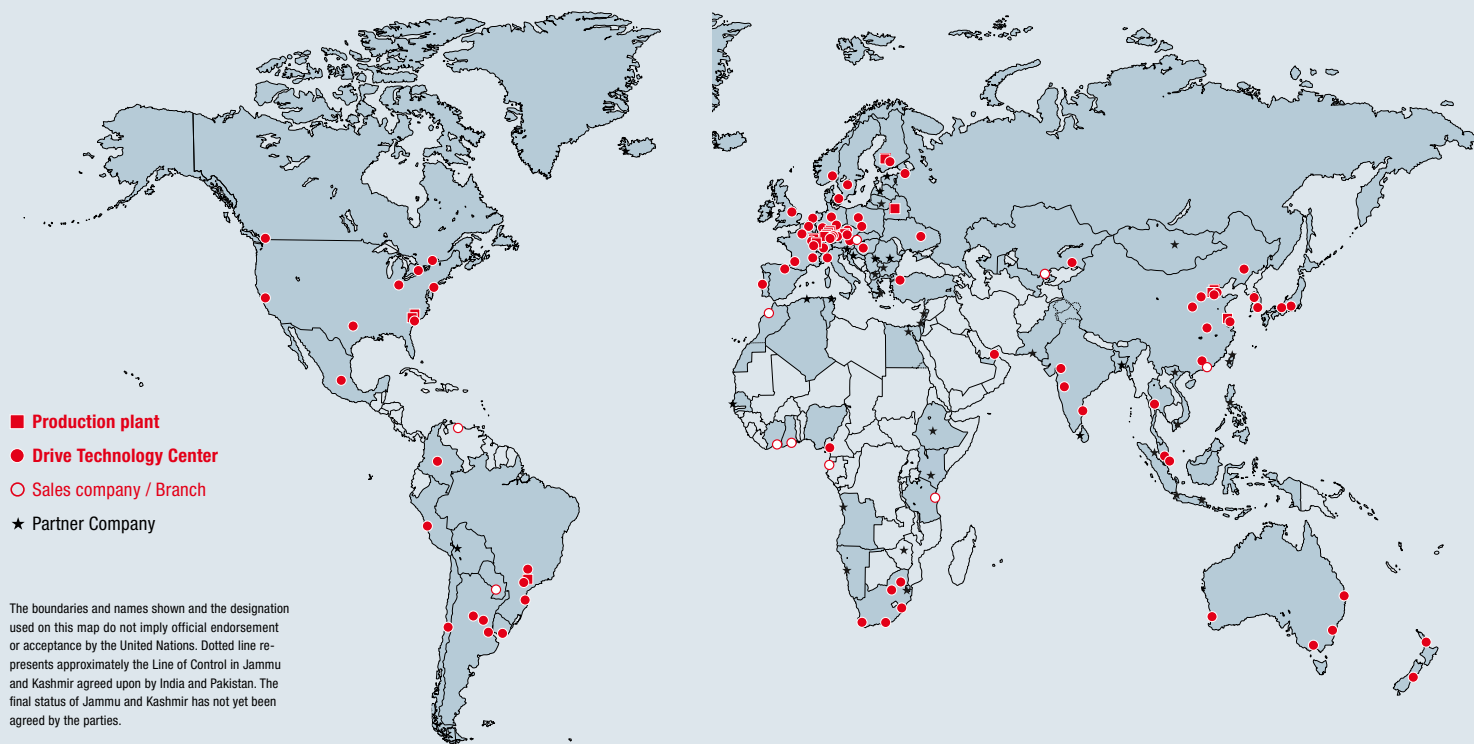 Production plant
Drive Technology Center
Sales company / Branch
Partner Company
The boundaries and names shown and the designation
used on this map do not imply official endorsement
or acceptance by the United Nations. Dotted line re-
presents approximately the Line of Control in Jammu
and Kashmir agreed upon by India and Pakistan. The
final status of Jammu and Kashmir has not yet been
agreed by the parties.